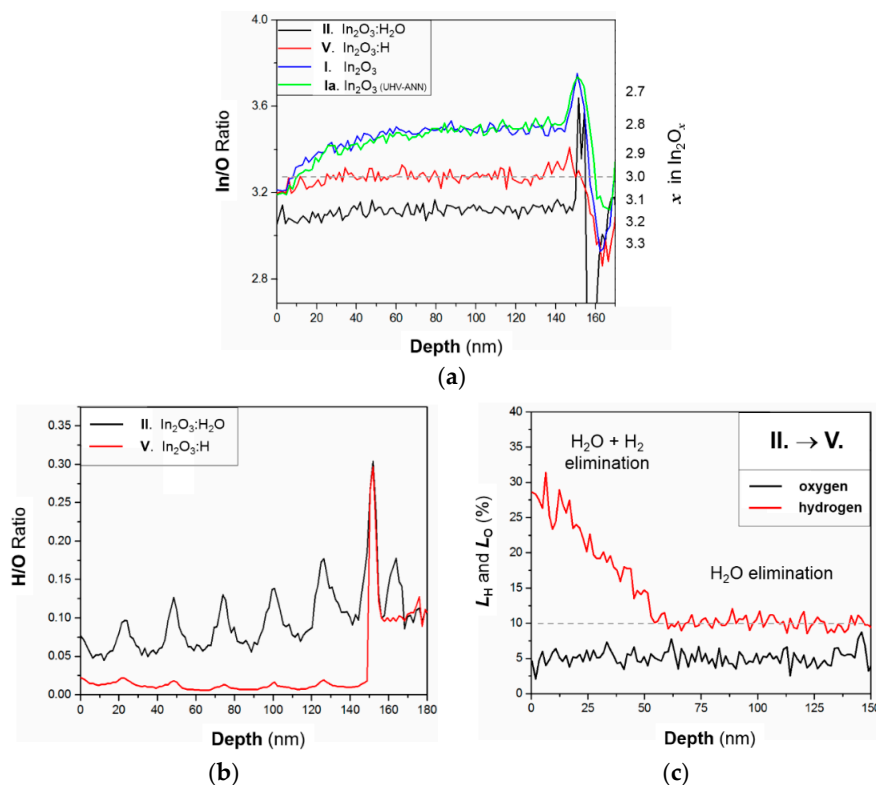 4.0
3.6
3.2
2.8
In/O Ratio
II. In₂O₃:H₂O
V. In₂O₃:H
I. In₂O₃
Ia. In₂O₃ (UHV-ANN)
2.7
2.8
2.9
3.0
3.1
3.2
3.3
x in In₂Oₓ
0 20 40 60 80 100 120 140 160
Depth (nm)
(a)
0.35
0.30
0.25
0.20
0.15
0.10
0.05
0.00
H/O Ratio
II. In₂O₃:H₂O
V. In₂O₃:H
0 20 40 60 80 100 120 140 160 180
Depth (nm)
(b)
40
35
30
25
20
15
10
5
0
L_H and L_O (%)
H₂O + H₂
elimination
II. → V.
oxygen
hydrogen
H₂O elimination
0 25 50 75 100 125 150
Depth (nm)
(c)